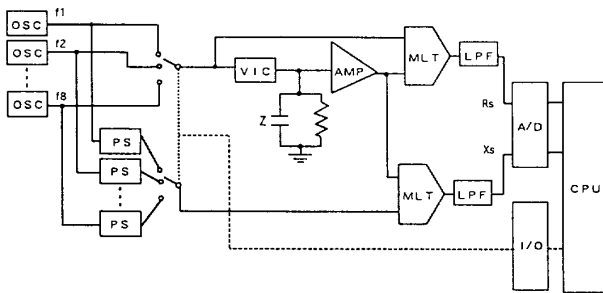 OSC f1
OSC f2
OSC f8
PS
PS
PS
VIC
AMP
Z
MLT
LPF
Rs
MLT
LPF
Xs
A/D
I/O
CPU